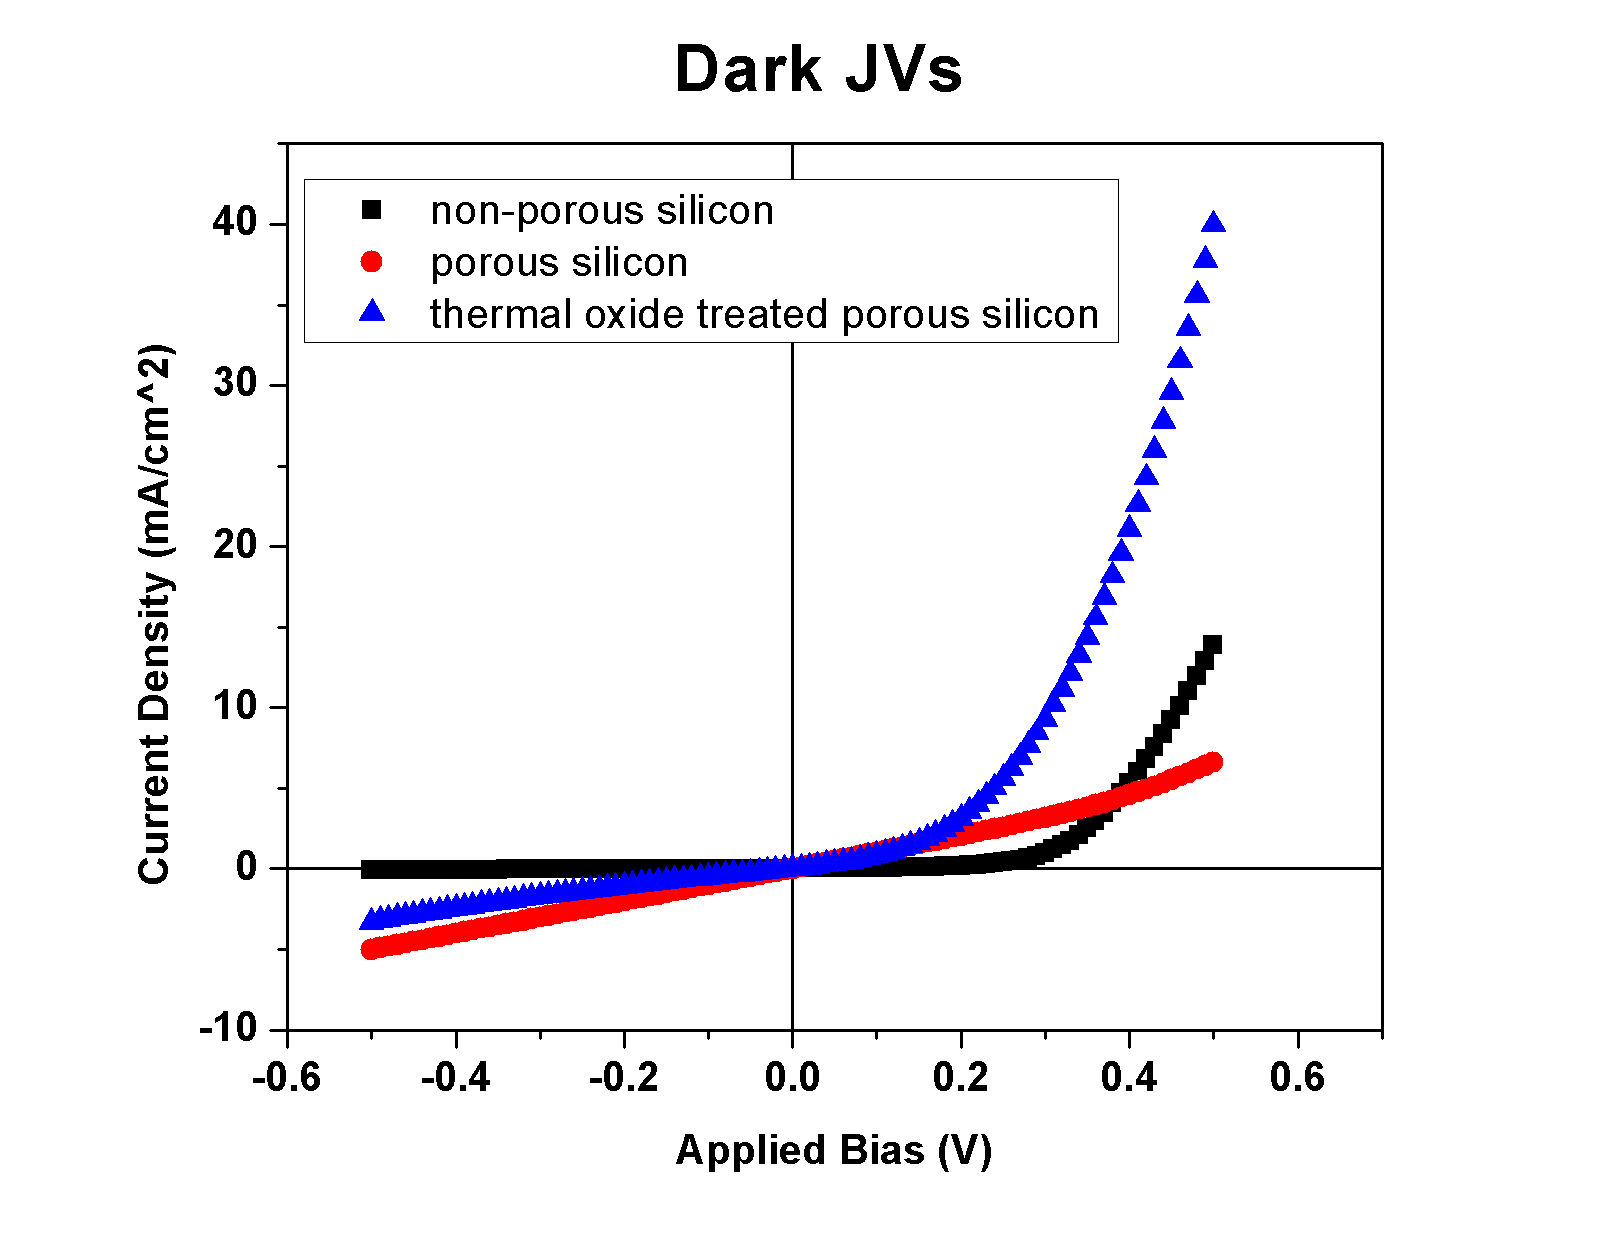 Dark JVs
non-porous silicon
porous silicon
thermal oxide treated porous silicon
Current Density (mA/cm^2)
40
30
20
10
0
-10
-0.6 -0.4 -0.2 0.0 0.2 0.4 0.6
Applied Bias (V)